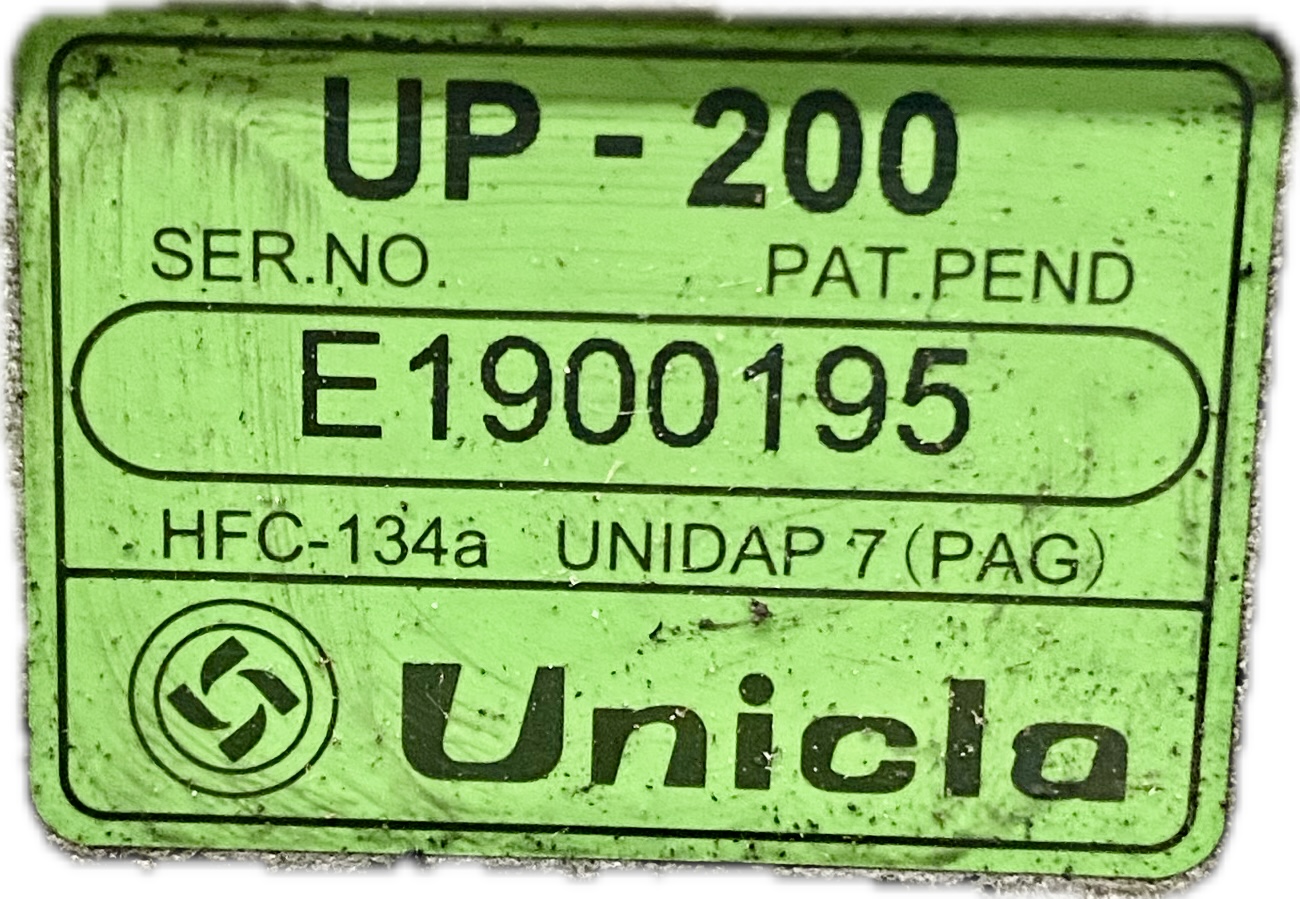 UP - 200
SER.NO. PAT.PEND
E1900195
HFC-134a UNIDAP 7 (PAG)
Unicla